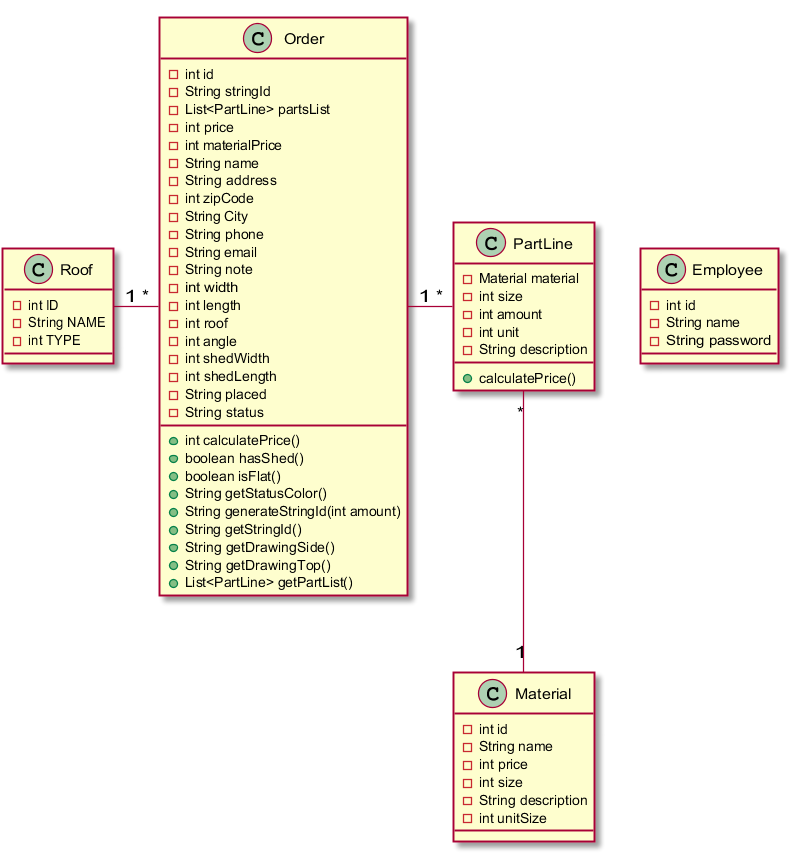 C Order
int id
String stringId
List<PartLine> partsList
int price
int materialPrice
String name
String address
int zipCode
String City
String phone
String email
String note
int width
int length
int roof
int angle
int shedWidth
int shedLength
String placed
String status
int calculatePrice()
boolean hasShed()
boolean isFlat()
String getStatusColor()
String generateStringId(int amount)
String getStringId()
String getDrawingSide()
String getDrawingTop()
List<PartLine> getPartList()
C Roof
int ID
String NAME
int TYPE
1 *
C PartLine
Material material
int size
int amount
int unit
String description
calculatePrice()
1 *
C Employee
int id
String name
String password
*
1
C Material
int id
String name
int price
int size
String description
int unitSize